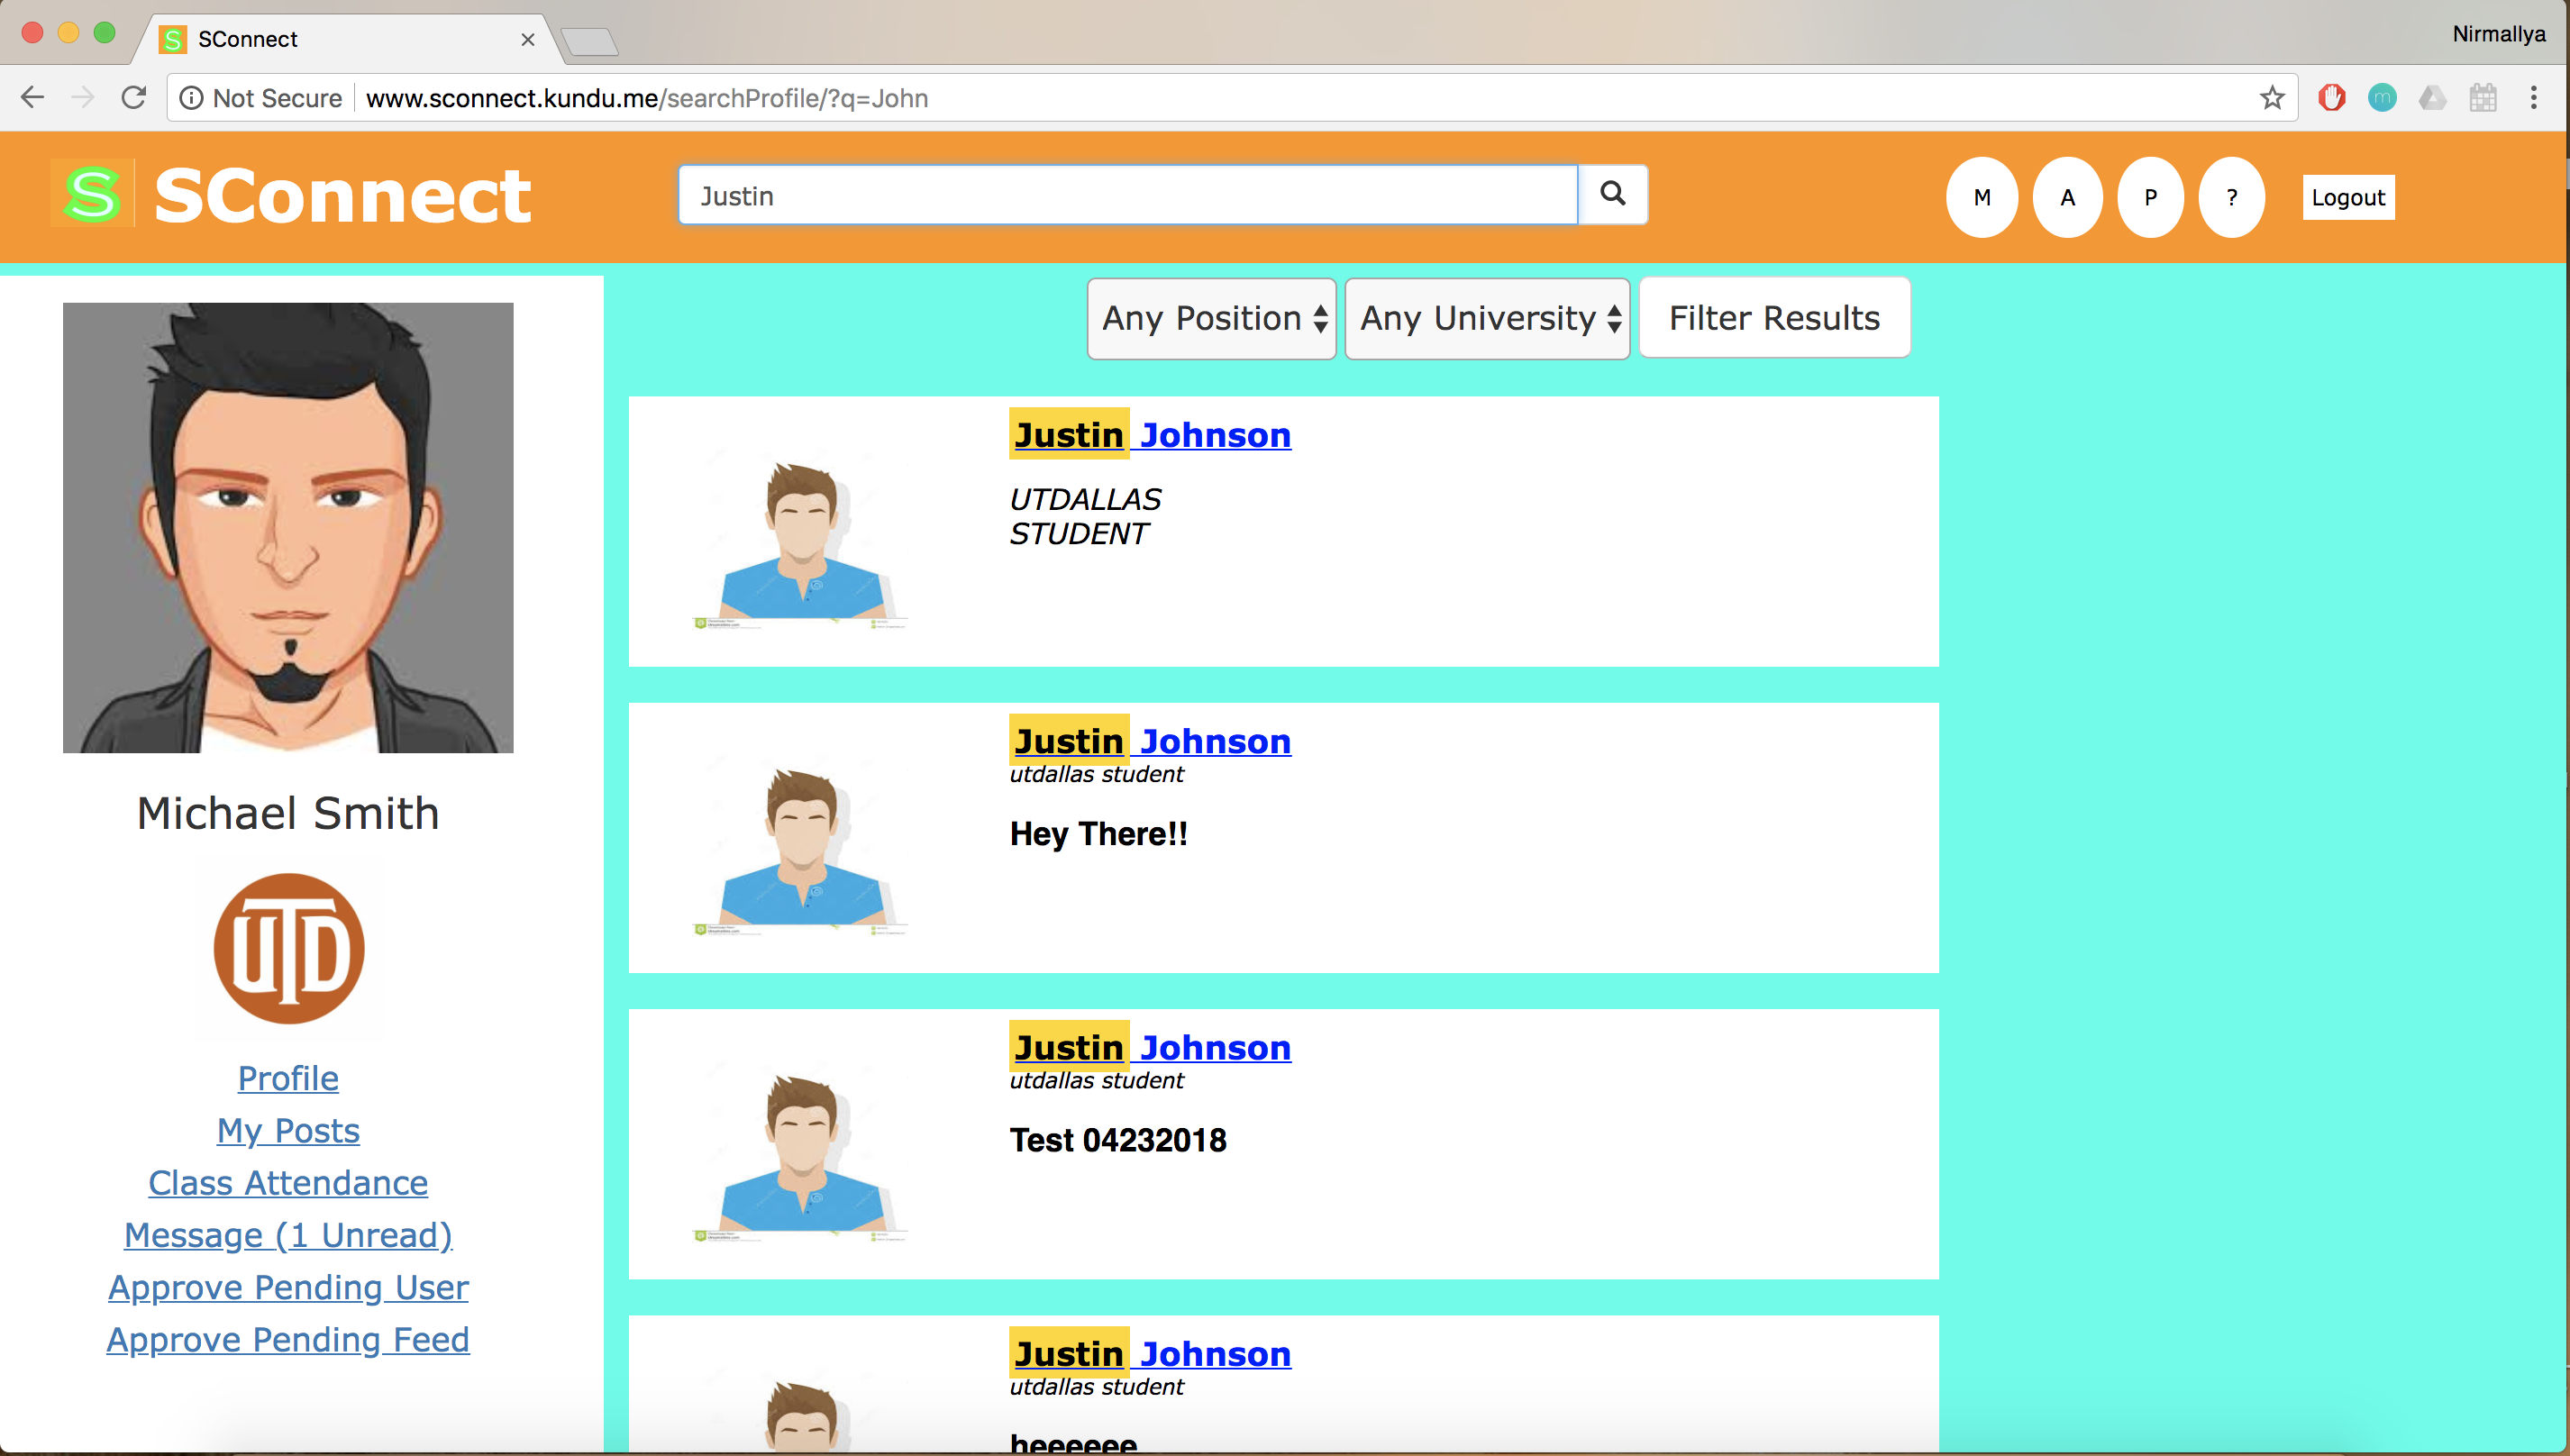 SConnect
Nirmallya
Not Secure www.sconnect.kundu.me/searchProfile/?q=John
S SConnect
Justin
M A P ? Logout
Any Position Any University Filter Results
Michael Smith
UTD
Profile
My Posts
Class Attendance
Message (1 Unread)
Approve Pending User
Approve Pending Feed
Justin Johnson
UTDALLAS
STUDENT
Justin Johnson
utdallas student
Hey There!!
Justin Johnson
utdallas student
Test 04232018
Justin Johnson
utdallas student
heeeeee